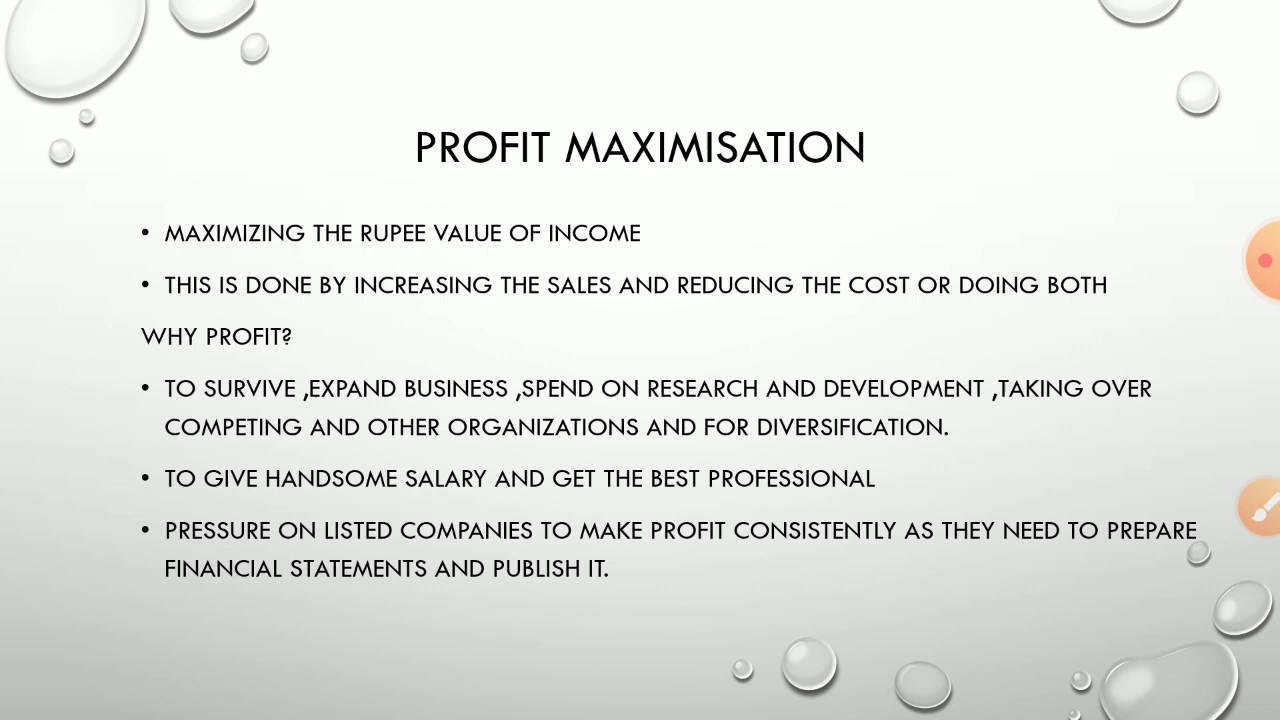 PROFIT MAXIMISATION
• MAXIMIZING THE RUPEE VALUE OF INCOME
• THIS IS DONE BY INCREASING THE SALES AND REDUCING THE COST OR DOING BOTH
WHY PROFIT?
• TO SURVIVE ,EXPAND BUSINESS ,SPEND ON RESEARCH AND DEVELOPMENT ,TAKING OVER
COMPETING AND OTHER ORGANIZATIONS AND FOR DIVERSIFICATION.
• TO GIVE HANDSOME SALARY AND GET THE BEST PROFESSIONAL
• PRESSURE ON LISTED COMPANIES TO MAKE PROFIT CONSISTENTLY AS THEY NEED TO PREPARE
FINANCIAL STATEMENTS AND PUBLISH IT.